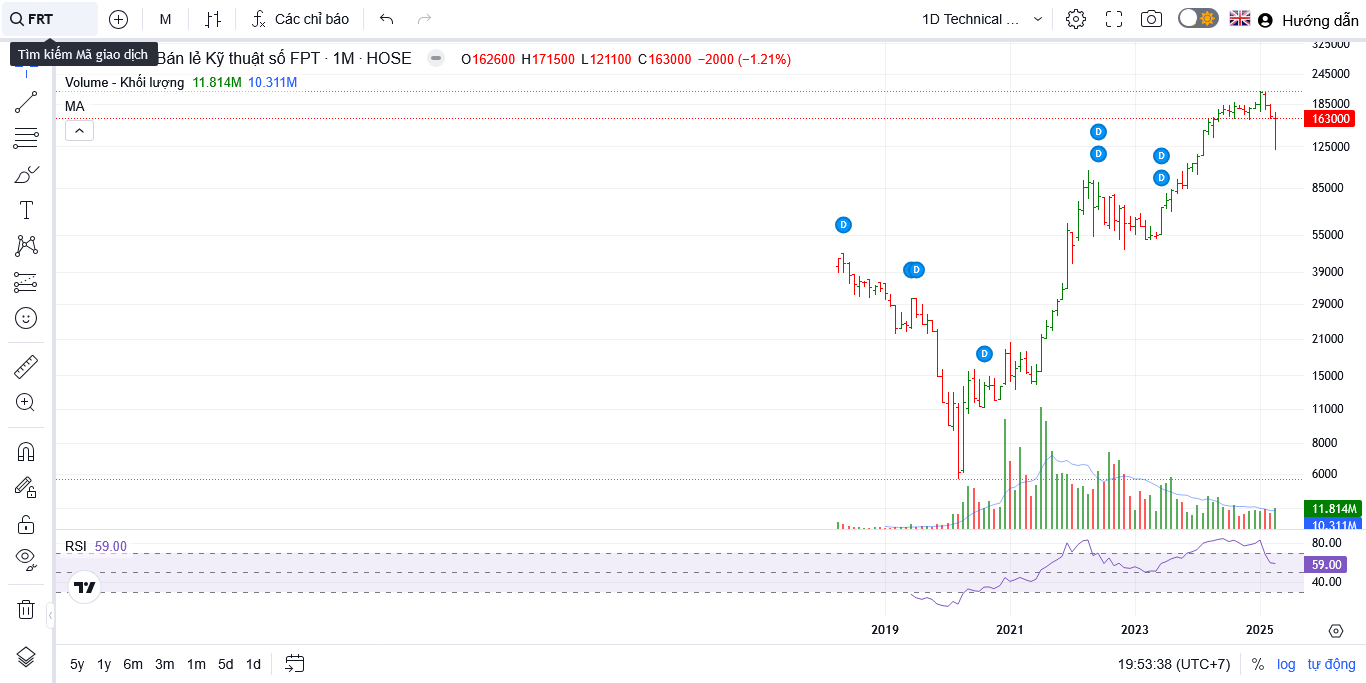 FRT M Các chỉ báo 1D Technical ... Hướng dẫn
Tìm kiếm Mã giao dịch
Bán lẻ Kỹ thuật số FPT · 1M · HOSE O162600 H171500 L121100 C163000 −2000 (−1.21%)
Volume - Khối lượng 11.814M 10.311M
MA
325000
245000
185000
163000
125000
D
D
D
D
85000
D
55000
D
39000
29000
21000
D
15000
11000
8000
6000
11.814M
10.311M
RSI 59.00
80.00
59.00
40.00
2019 2021 2023 2025
5y 1y 6m 3m 1m 5d 1d 19:53:38 (UTC+7) % log tự động